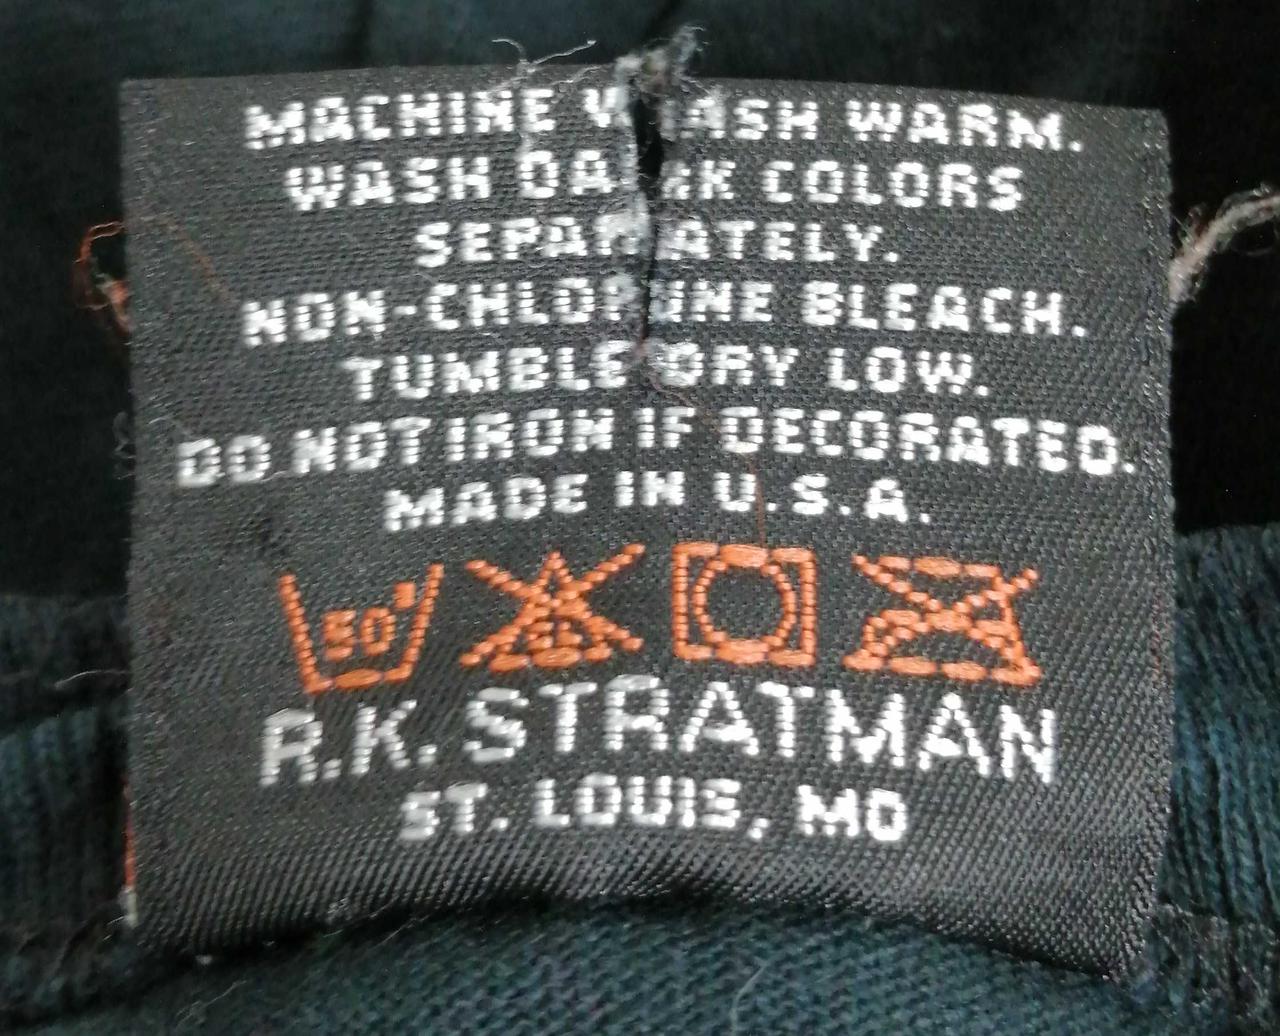 MACHINE WASH WARM.
WASH DARK COLORS
SEPARATELY.
NON-CHLORINE BLEACH.
TUMBLE DRY LOW.
DO NOT IRON IF DECORATED.
MADE IN U.S.A.
50° CL
R.K. STRATMAN
ST. LOUIS, MO